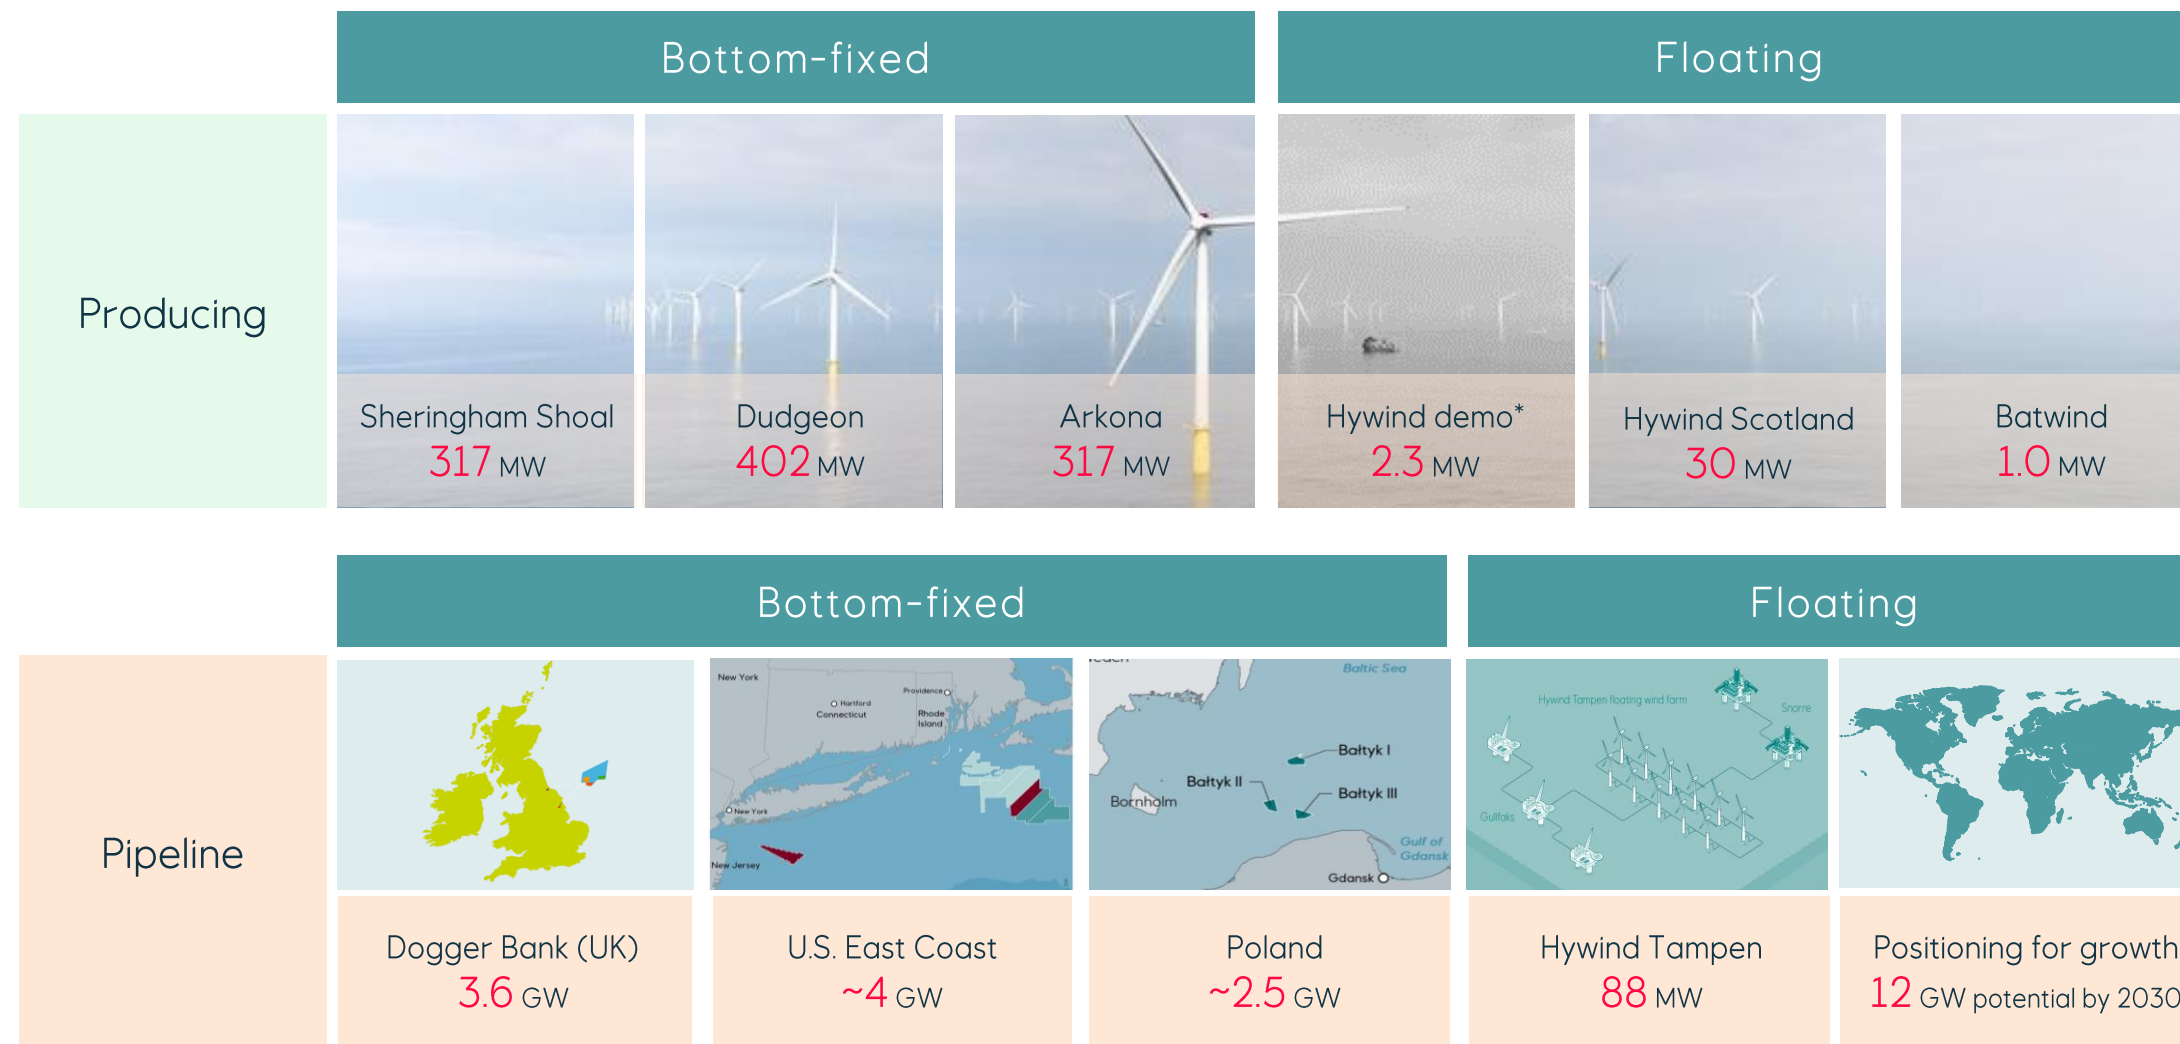 Bottom-fixed
Floating
Producing
Sheringham Shoal
317 MW
Dudgeon
402 MW
Arkona
317 MW
Hywind demo*
2.3 MW
Hywind Scotland
30 MW
Batwind
1.0 MW
Bottom-fixed
Floating
Pipeline
New York
Providence
Hartford
Connecticut
Rhode
Island
New York
New Jersey
Baltic Sea
Bałtyk I
Bałtyk II
Bałtyk III
Bornholm
Gulf of
Gdansk
Gdansk
Hywind Tampen floating wind farm
Snorre
Gullfaks
Dogger Bank (UK)
3.6 GW
U.S. East Coast
~4 GW
Poland
~2.5 GW
Hywind Tampen
88 MW
Positioning for growth
12 GW potential by 2030